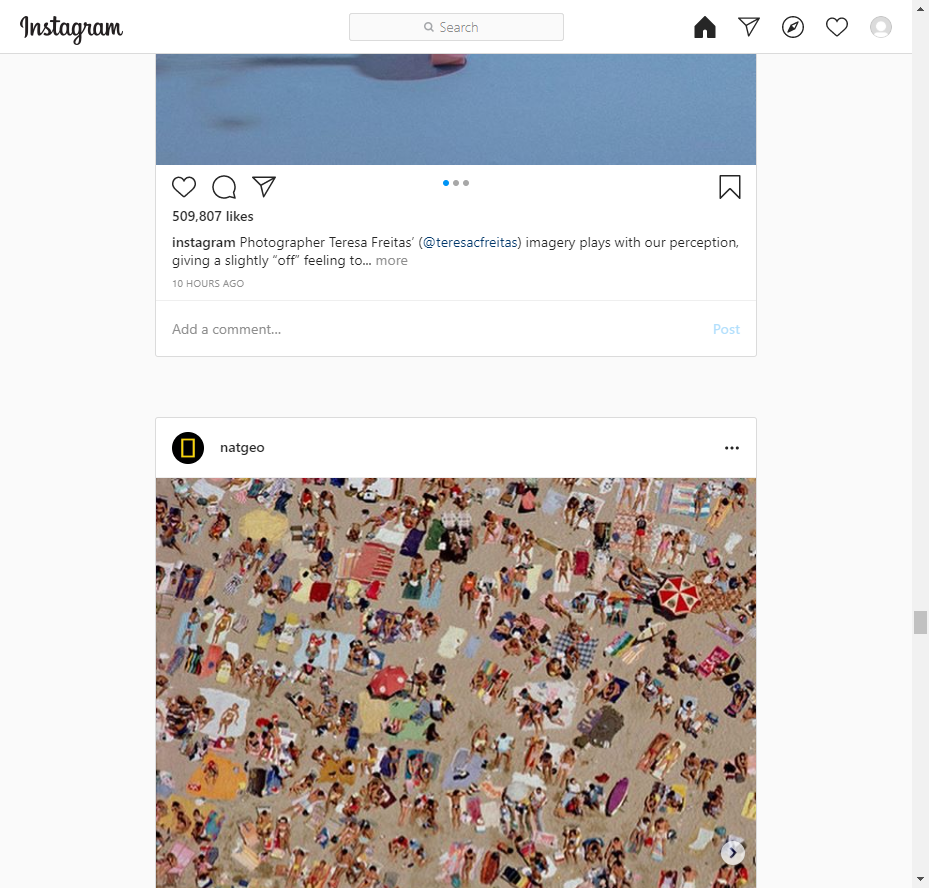 Instagram
Search
509,807 likes
instagram Photographer Teresa Freitas’ (@teresacfreitas) imagery plays with our perception,
giving a slightly “off” feeling to... more
10 HOURS AGO
Add a comment...
Post
natgeo